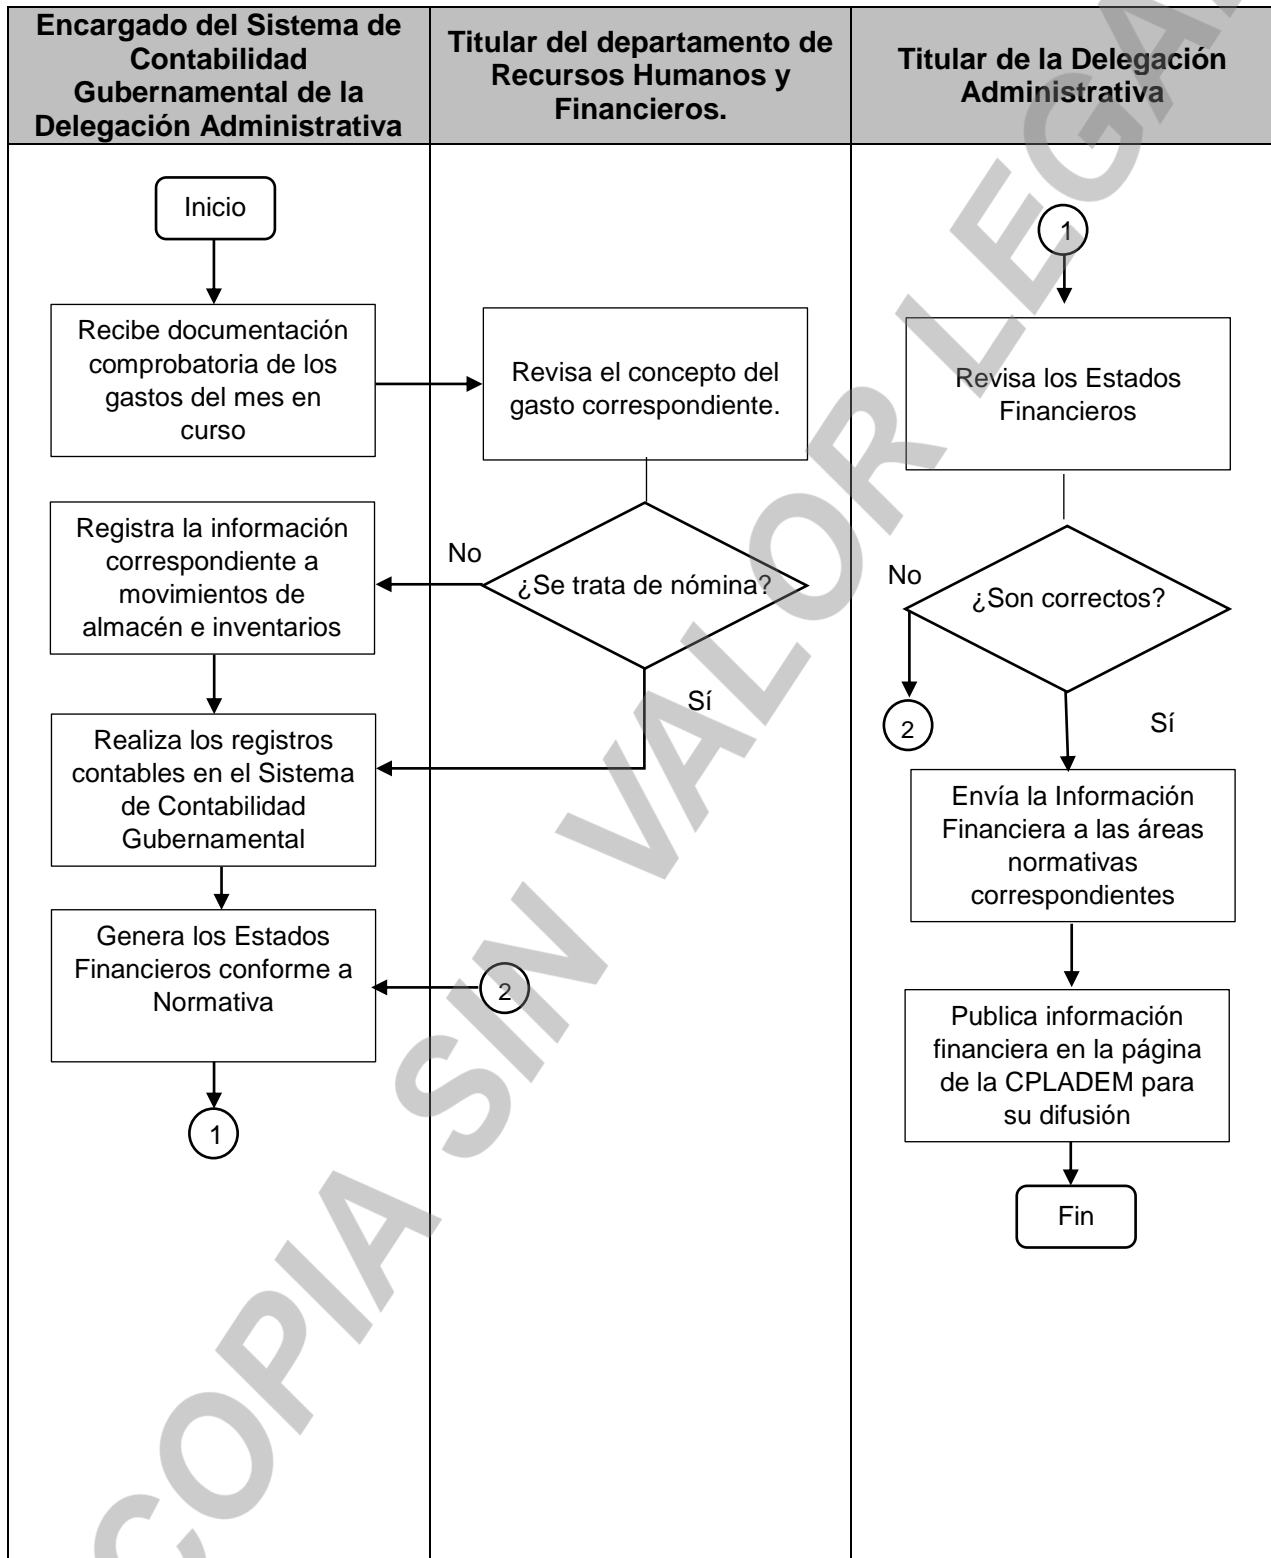 Encargado del Sistema de
Contabilidad
Gubernamental de la
Delegación Administrativa
Titular del departamento de
Recursos Humanos y
Financieros.
Titular de la Delegación
Administrativa
Inicio
Recibe documentación
comprobatoria de los
gastos del mes en
curso
Revisa el concepto del
gasto correspondiente.
¿Se trata de nómina?
No
Sí
Registra la información
correspondiente a
movimientos de
almacén e inventarios
Realiza los registros
contables en el Sistema
de Contabilidad
Gubernamental
Genera los Estados
Financieros conforme a
Normativa
2
1
1
Revisa los Estados
Financieros
¿Son correctos?
No
2
Sí
Envía la Información
Financiera a las áreas
normativas
correspondientes
Publica información
financiera en la página
de la CPLADEM para
su difusión
Fin
COPIA SIN VALOR LEGAL